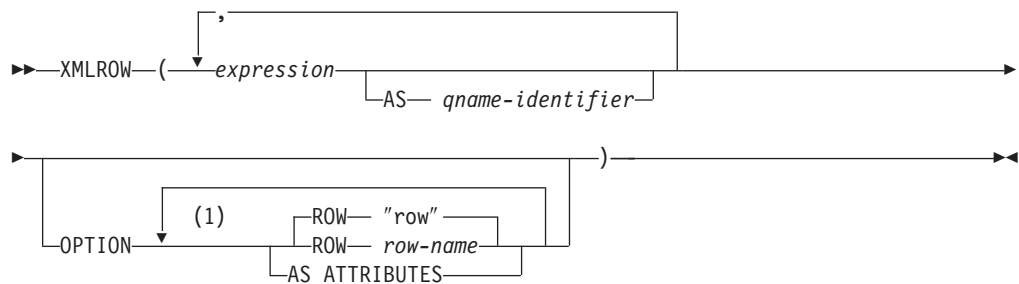 ,
XMLROW ( expression
AS qname-identifier
)
(1) ROW "row"
OPTION ROW row-name
AS ATTRIBUTES